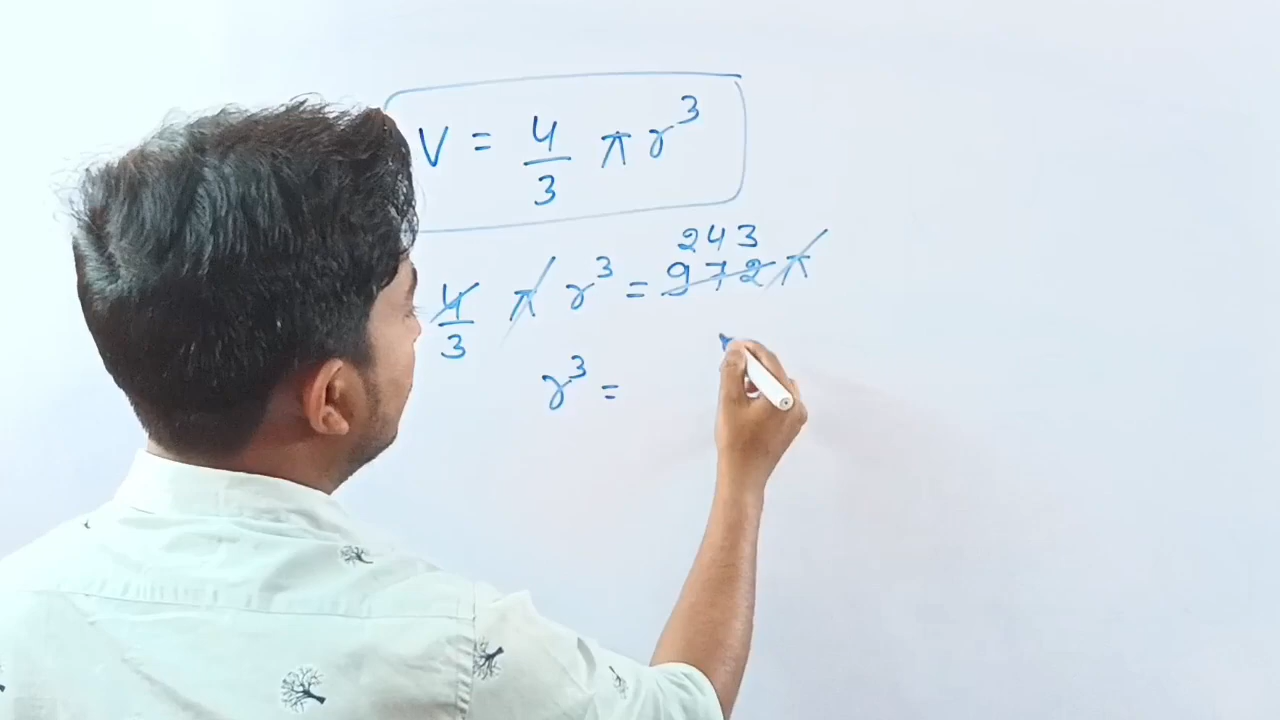 V = 4/3 π r³
4/3 π r³ = 972 π
243
r³ =